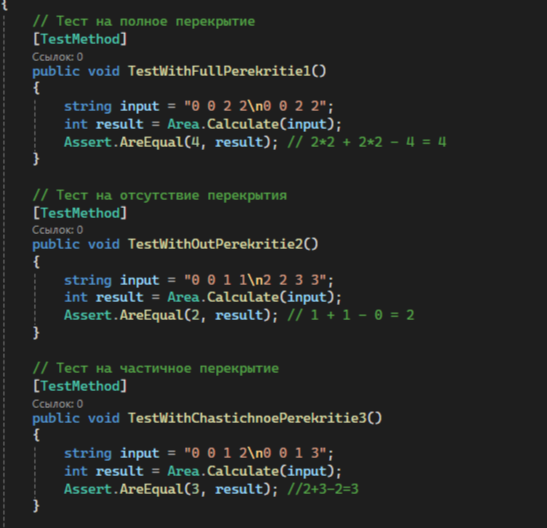 {
// Тест на полное перекрытие
[TestMethod]
Ссылок: 0
public void TestWithFullPerekritie1()
{
string input = "0 0 2 2\n0 0 2 2";
int result = Area.Calculate(input);
Assert.AreEqual(4, result); // 2*2 + 2*2 - 4 = 4
}
// Тест на отсутствие перекрытия
[TestMethod]
Ссылок: 0
public void TestWithOutPerekritie2()
{
string input = "0 0 1 1\n2 2 3 3";
int result = Area.Calculate(input);
Assert.AreEqual(2, result); // 1 + 1 - 0 = 2
}
// Тест на частичное перекрытие
[TestMethod]
Ссылок: 0
public void TestWithChastichnoePerekritie3()
{
string input = "0 0 1 2\n0 0 1 3";
int result = Area.Calculate(input);
Assert.AreEqual(3, result); //2+3-2=3
}